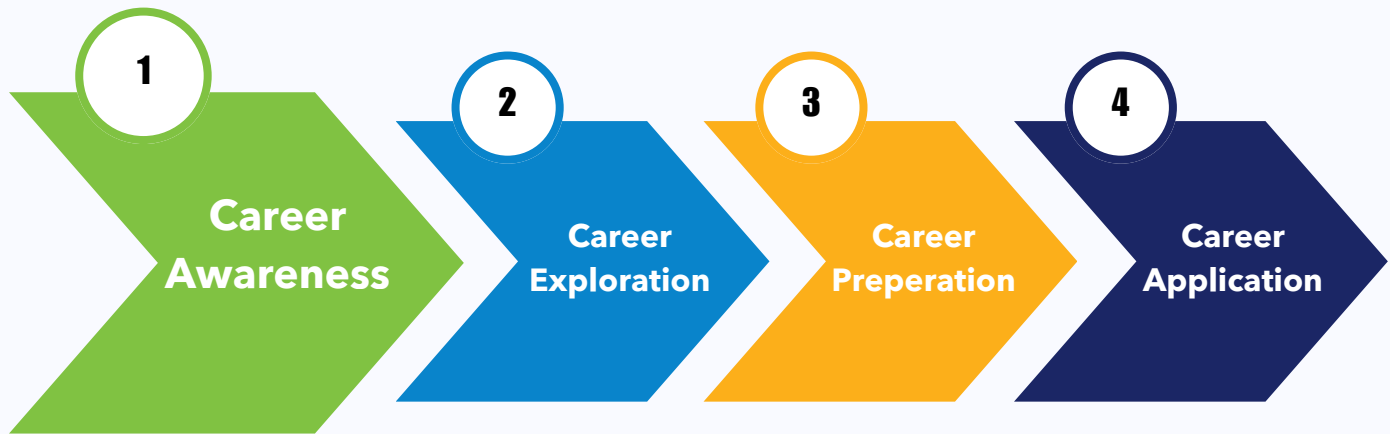 1
Career
Awareness
2
Career
Exploration
3
Career
Preperation
4
Career
Application